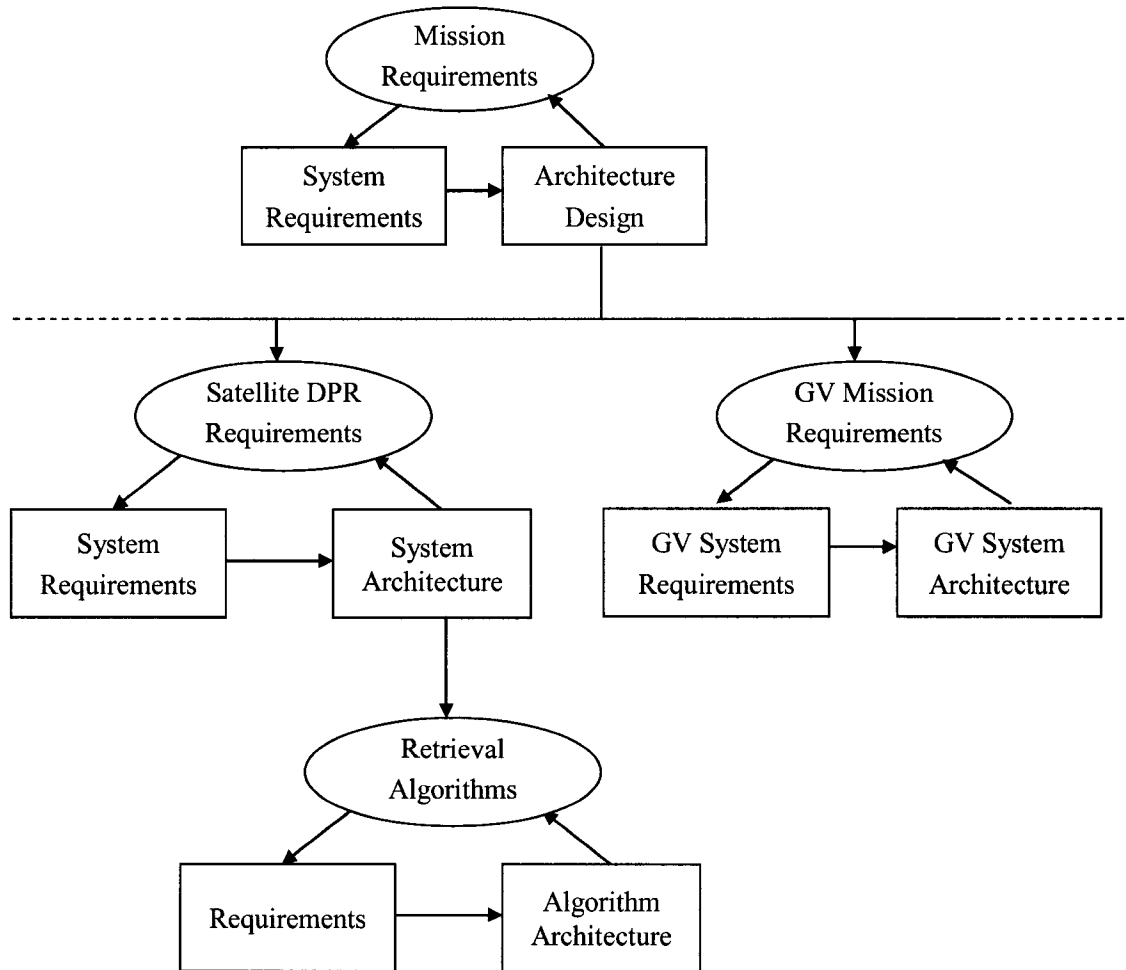 Mission
Requirements
System
Requirements
Architecture
Design
Satellite DPR
Requirements
GV Mission
Requirements
System
Requirements
System
Architecture
GV System
Requirements
GV System
Architecture
Retrieval
Algorithms
Requirements
Algorithm
Architecture